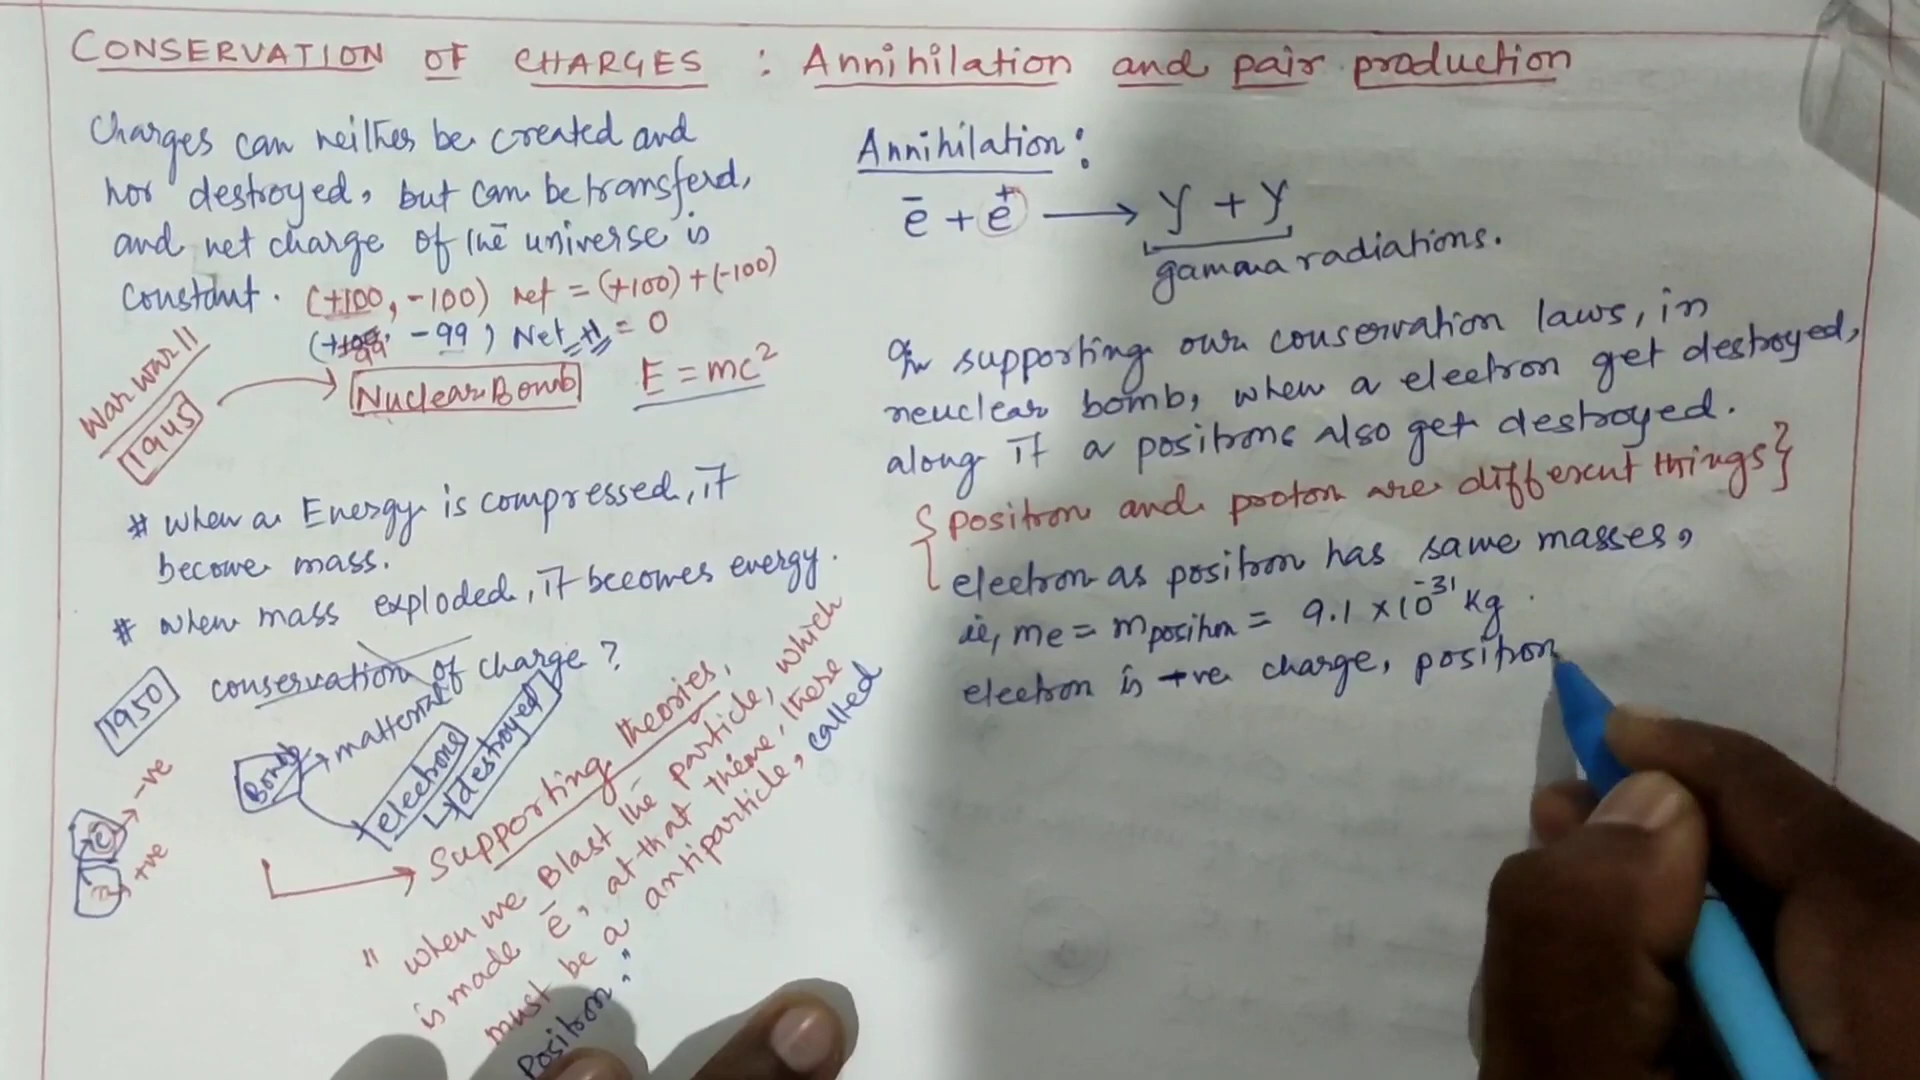 CONSERVATION OF CHARGES : Annihilation and pair production
Charges can neither be created and
nor destroyed, but can be transferd,
and net charge of the universe is
constant. (+100, -100) net = (+100) + (-100)
-99) Net = 0
War war II
1945
Nuclear Bomb
E = mc²
# when a Energy is compressed, it
become mass.
# when mass exploded, it becomes energy.
1950
conservation of charge?
Bomb
electrons
destroyed
e → -ve
+ve
Supporting theories,
" when we Blast the particle, which
is made e̅, at that theme, there
must be a antiparticle, called
Positron."
Annihilation:
e̅ + e⁺ → γ + γ
gamma radiations.
In supporting our conservation laws, in
neuclear bomb, when a electron get destroyed,
along it a positrons also get destroyed.
{ positron and proton are different things }
electron as positron has same masses,
ie, me = mpositron = 9.1 × 10⁻³¹ kg.
electron is -ve charge, positron